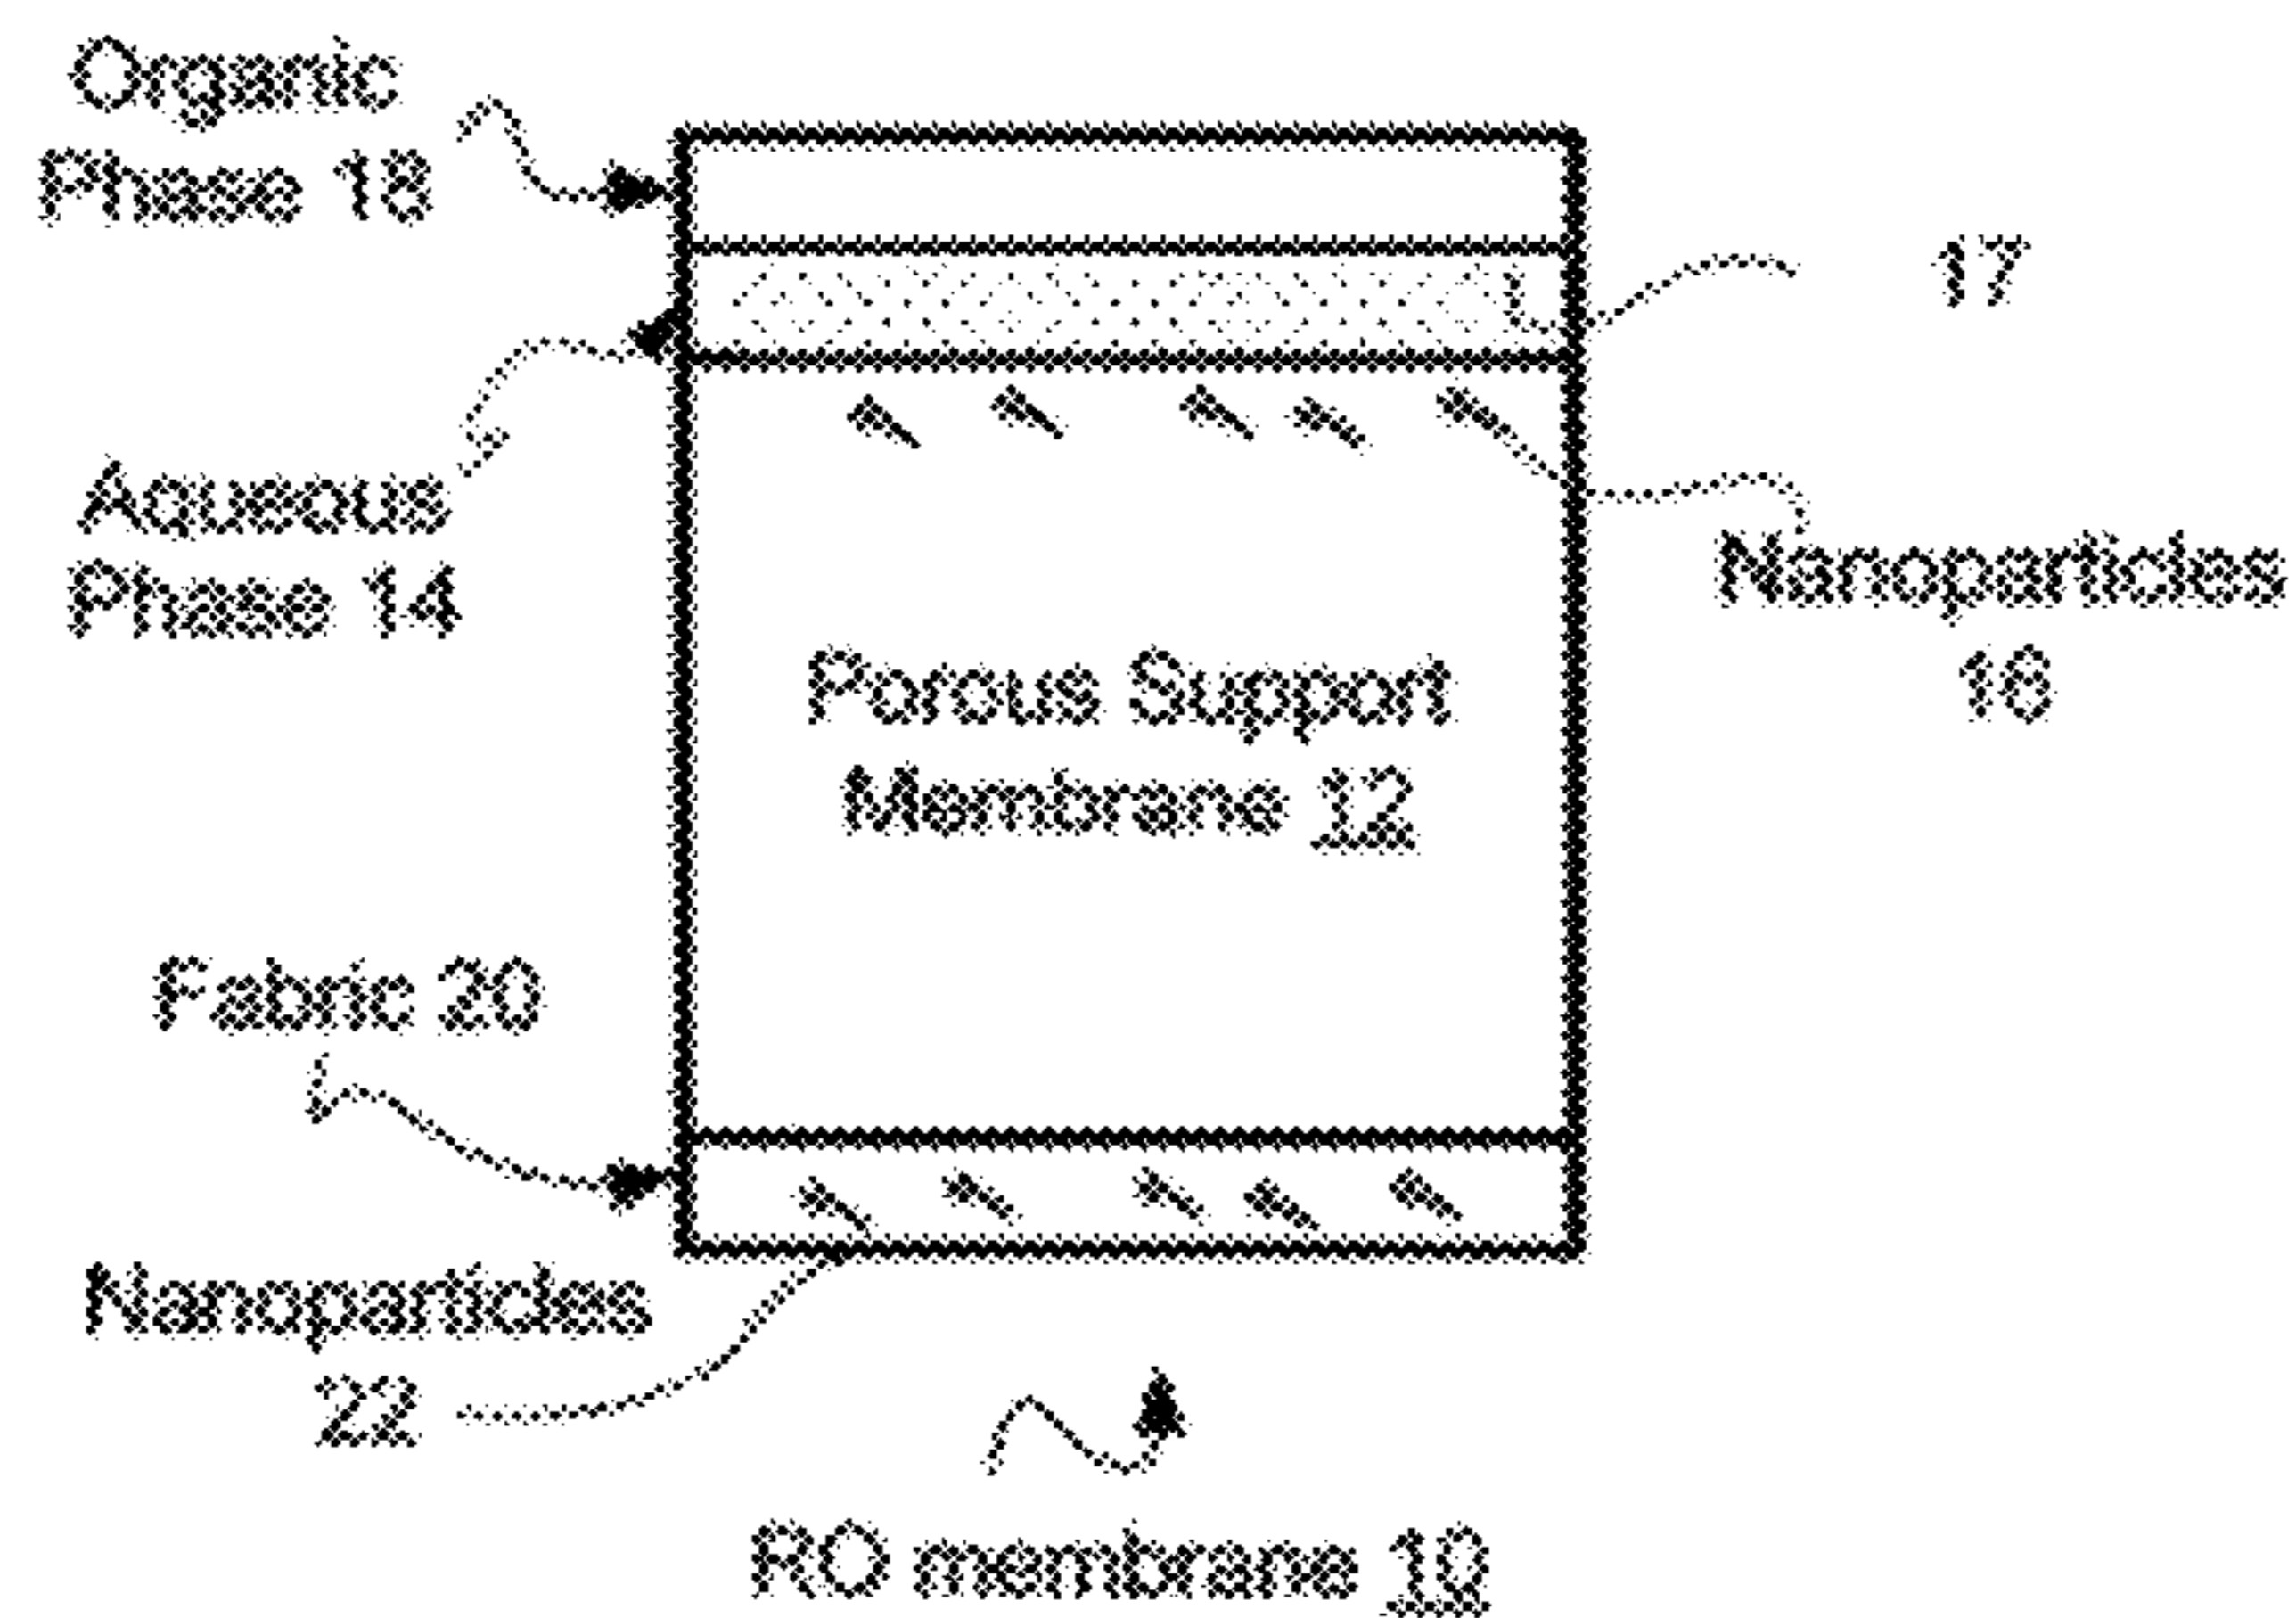 Organic
Phase 18
17
Aqueous
Phase 14
Nanoparticles
16
Porous Support
Membrane 12
Fabric 20
Nanoparticles
22
RO membrane 10